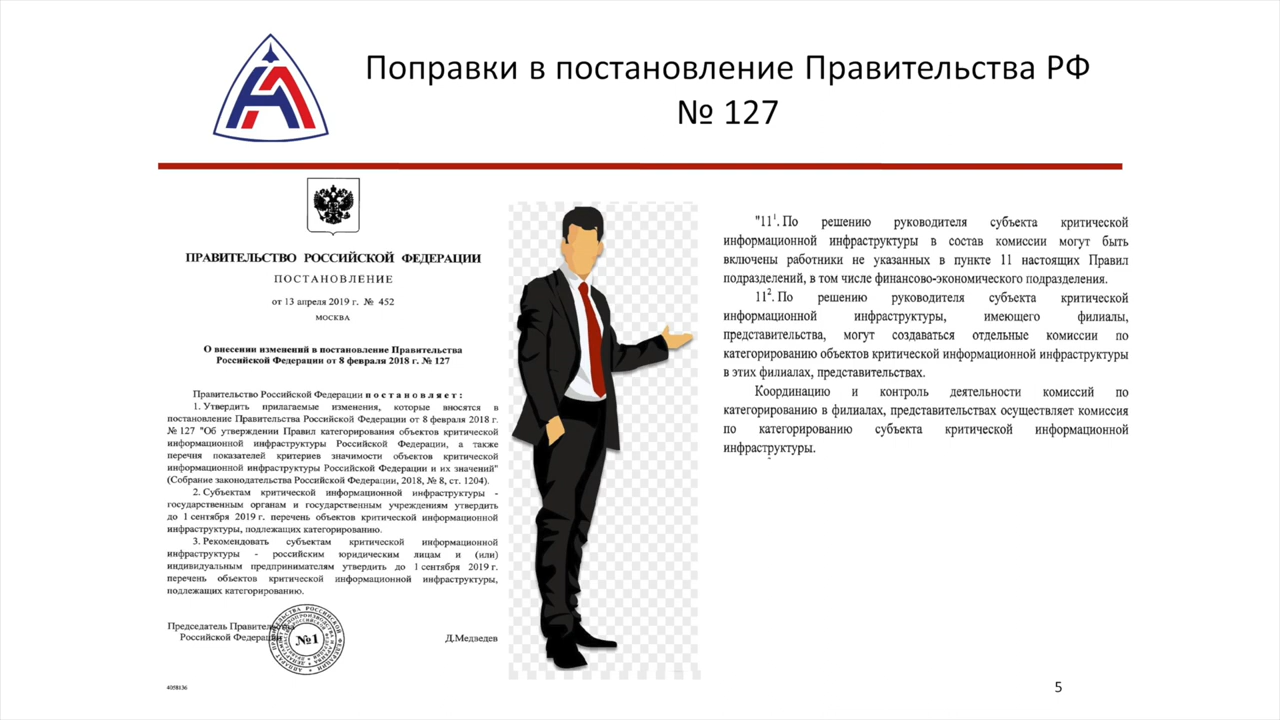 Поправки в постановление Правительства РФ
№ 127
ПРАВИТЕЛЬСТВО РОССИЙСКОЙ ФЕДЕРАЦИИ
ПОСТАНОВЛЕНИЕ
от 13 апреля 2019 г. № 452
МОСКВА
О внесении изменений в постановление Правительства
Российской Федерации от 8 февраля 2018 г. № 127
Правительство Российской Федерации постановляет:
1. Утвердить прилагаемые изменения, которые вносятся в
постановление Правительства Российской Федерации от 8 февраля 2018 г.
№ 127 "Об утверждении Правил категорирования объектов критической
информационной инфраструктуры Российской Федерации, а также
перечня показателей критериев значимости объектов критической
информационной инфраструктуры Российской Федерации и их значений"
(Собрание законодательства Российской Федерации, 2018, № 8, ст. 1204).
2. Субъектам критической информационной инфраструктуры -
государственным органам и государственным учреждениям утвердить
до 1 сентября 2019 г. перечень объектов критической информационной
инфраструктуры, подлежащих категорированию.
3. Рекомендовать субъектам критической информационной
инфраструктуры - российским юридическим лицам и (или)
индивидуальным предпринимателям утвердить до 1 сентября 2019 г.
перечень объектов критической информационной инфраструктуры,
подлежащих категорированию.
Председатель Правительства
Российской Федерации
№1
Д.Медведев
4058136
"11¹. По решению руководителя субъекта критической
информационной инфраструктуры в состав комиссии могут быть
включены работники не указанных в пункте 11 настоящих Правил
подразделений, в том числе финансово-экономического подразделения.
11². По решению руководителя субъекта критической
информационной инфраструктуры, имеющего филиалы,
представительства, могут создаваться отдельные комиссии по
категорированию объектов критической информационной инфраструктуры
в этих филиалах, представительствах.
Координацию и контроль деятельности комиссий по
категорированию в филиалах, представительствах осуществляет комиссия
по категорированию субъекта критической информационной
инфраструктуры.
5